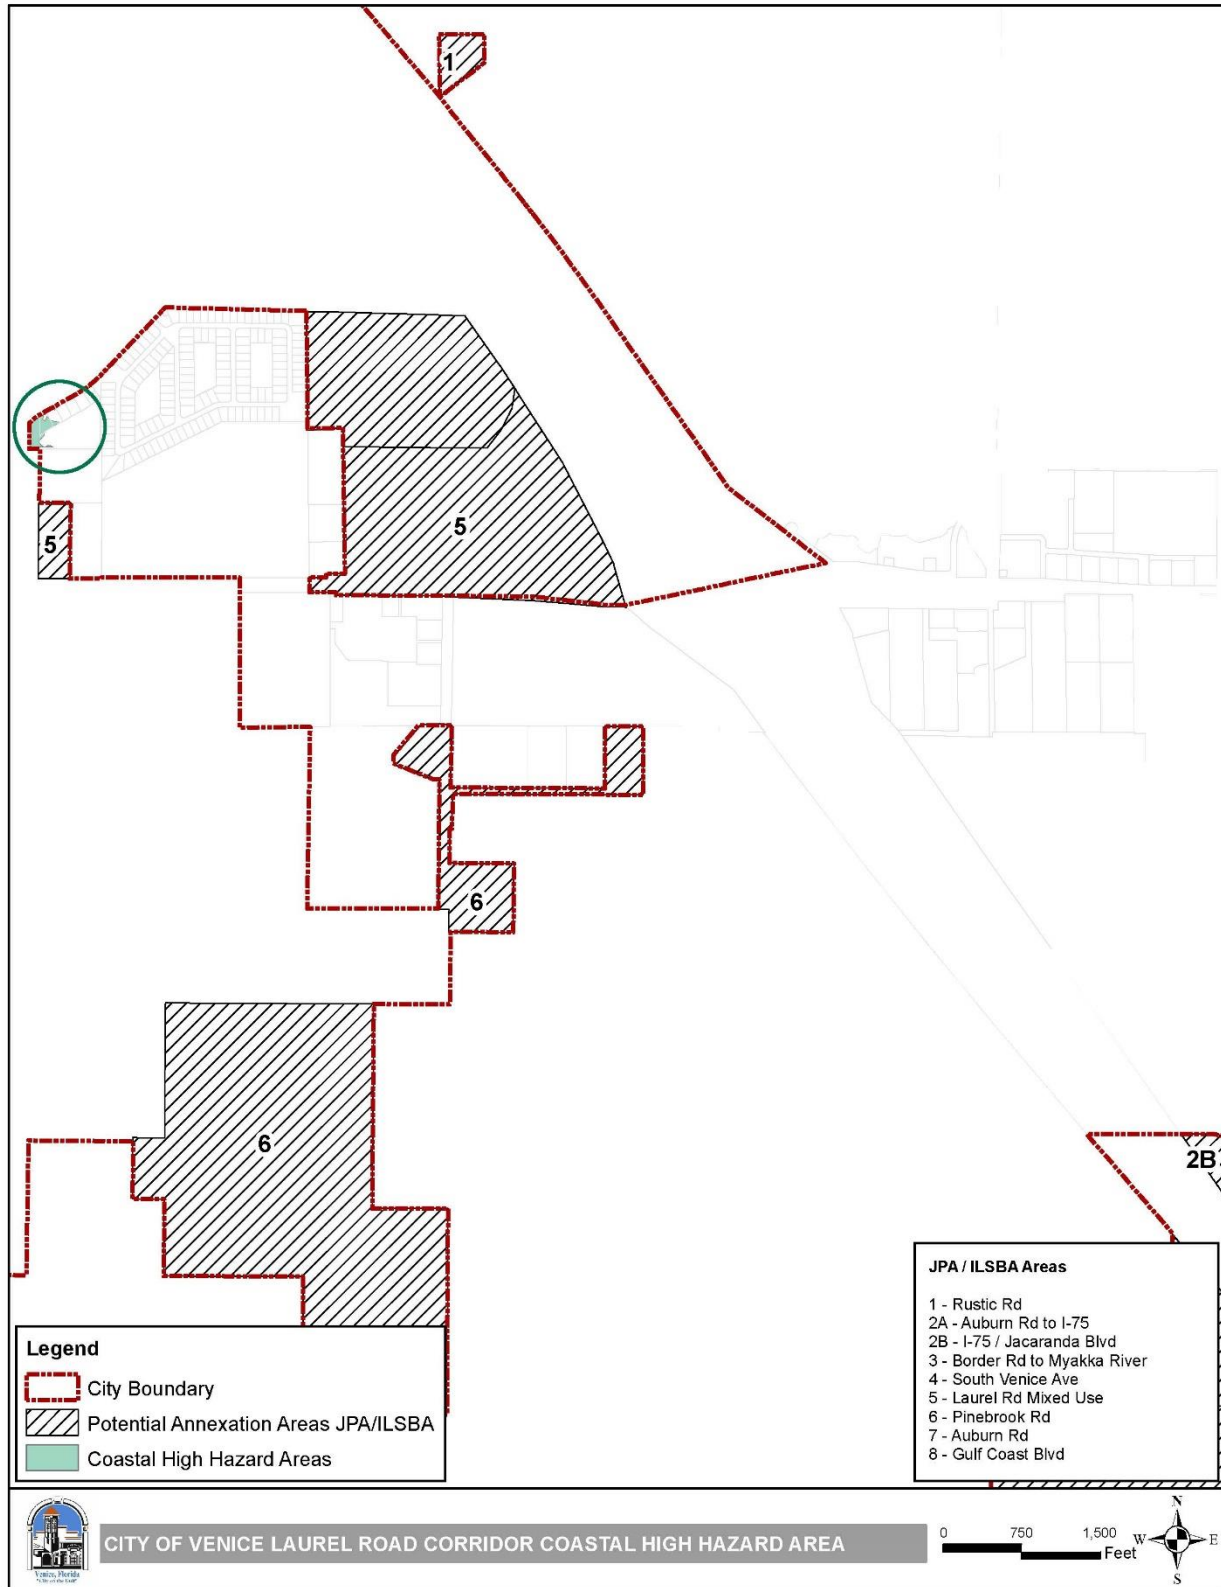 1
5
5
6
6
2B
JPA / ILSBA Areas
1 - Rustic Rd
2A - Auburn Rd to I-75
2B - I-75 / Jacaranda Blvd
3 - Border Rd to Myakka River
4 - South Venice Ave
5 - Laurel Rd Mixed Use
6 - Pinebrook Rd
7 - Auburn Rd
8 - Gulf Coast Blvd
Legend
City Boundary
Potential Annexation Areas JPA/ILSBA
Coastal High Hazard Areas
Venice, Florida
CITY OF VENICE LAUREL ROAD CORRIDOR COASTAL HIGH HAZARD AREA
0 750 1,500
Feet
N
W E
S